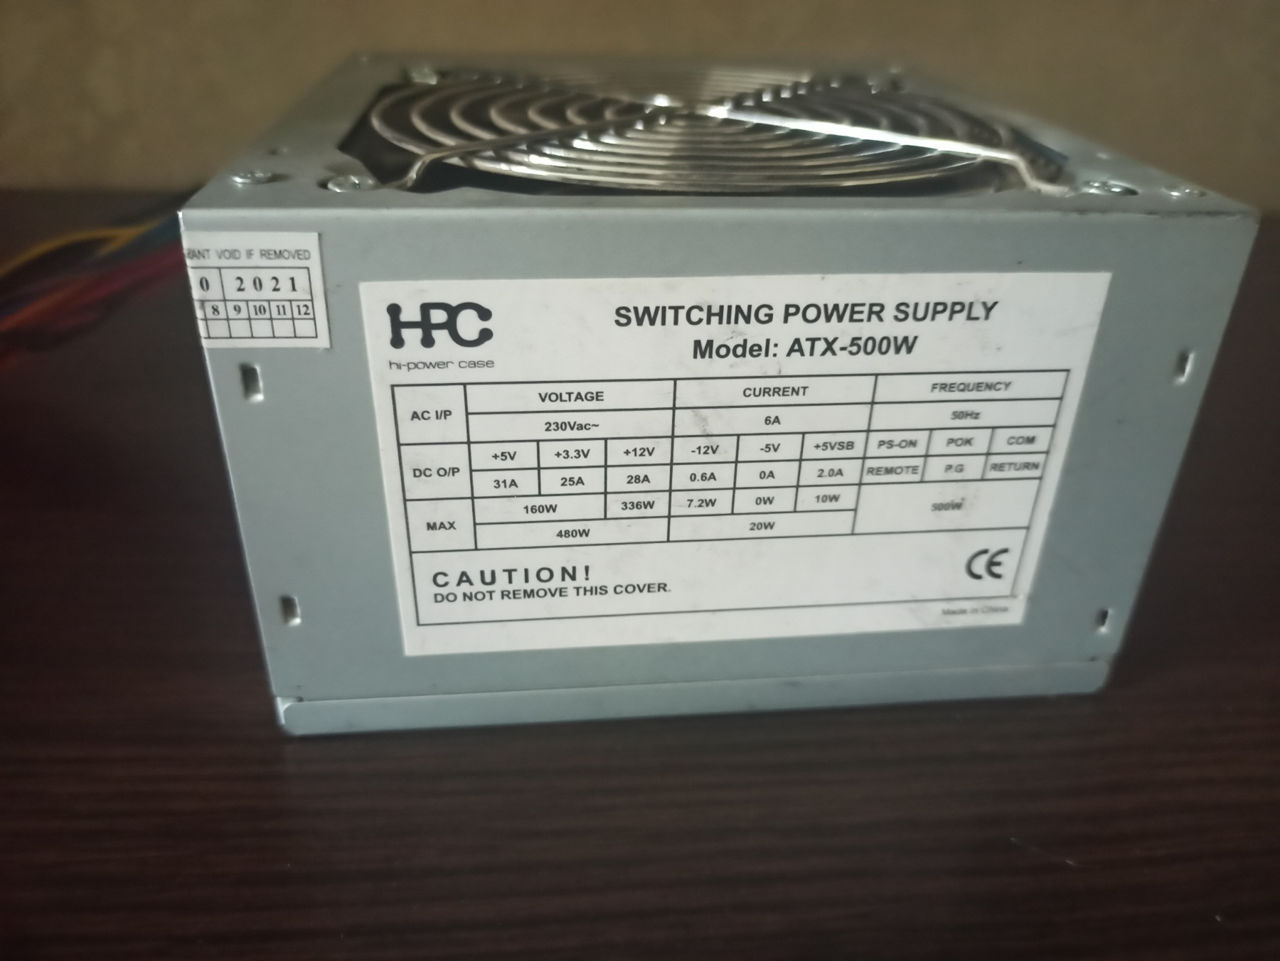 VOID IF REMOVED
0 2021
8 9 10 11 12
HPC
hi-power case
SWITCHING POWER SUPPLY
Model: ATX-500W
AC I/P VOLTAGE CURRENT FREQUENCY
230Vac~ 6A 50Hz
DC O/P +5V +3.3V +12V -12V -5V +5VSB PS-ON POK COM
31A 25A 28A 0.6A 0A 2.0A REMOTE P.G RETURN
MAX 160W 336W 7.2W 0W 10W 500W
480W 20W
CAUTION!
DO NOT REMOVE THIS COVER.
CE
Made in China